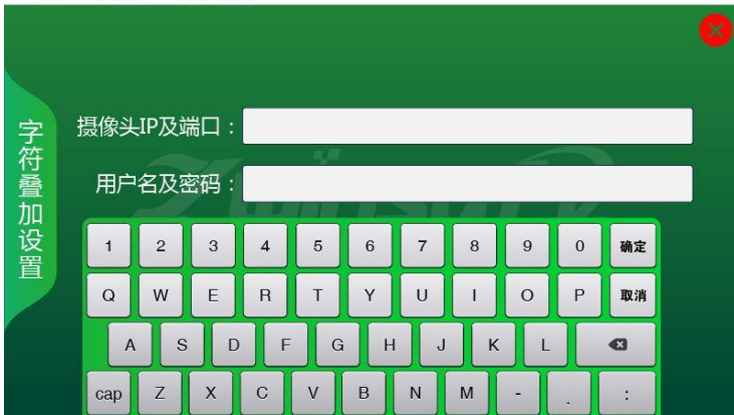 字符叠加设置
摄像头IP及端口：
用户名及密码：
1 2 3 4 5 6 7 8 9 0 确定
Q W E R T Y U I O P 取消
A S D F G H J K L
cap Z X C V B N M - . :